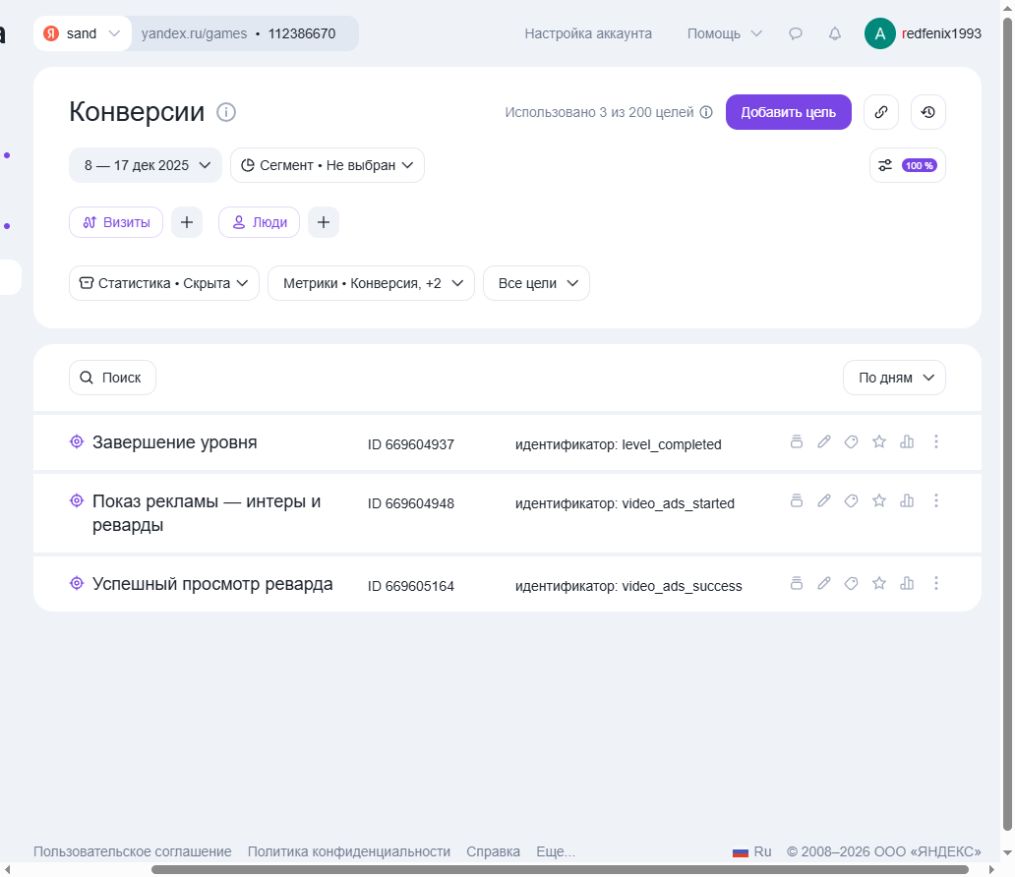 а
Я sand yandex.ru/games • 112386670 Настройка аккаунта Помощь A redfenix1993
Конверсии Использовано 3 из 200 целей Добавить цель
8 — 17 дек 2025 Сегмент • Не выбран 100 %
Визиты + Люди +
Статистика • Скрыта Метрики • Конверсия, +2 Все цели
Поиск По дням
Завершение уровня ID 669604937 идентификатор: level_completed
Показ рекламы — интеры и ID 669604948 идентификатор: video_ads_started
реварды
Успешный просмотр реварда ID 669605164 идентификатор: video_ads_success
Пользовательское соглашение Политика конфиденциальности Справка Еще... Ru © 2008–2026 ООО «ЯНДЕКС»